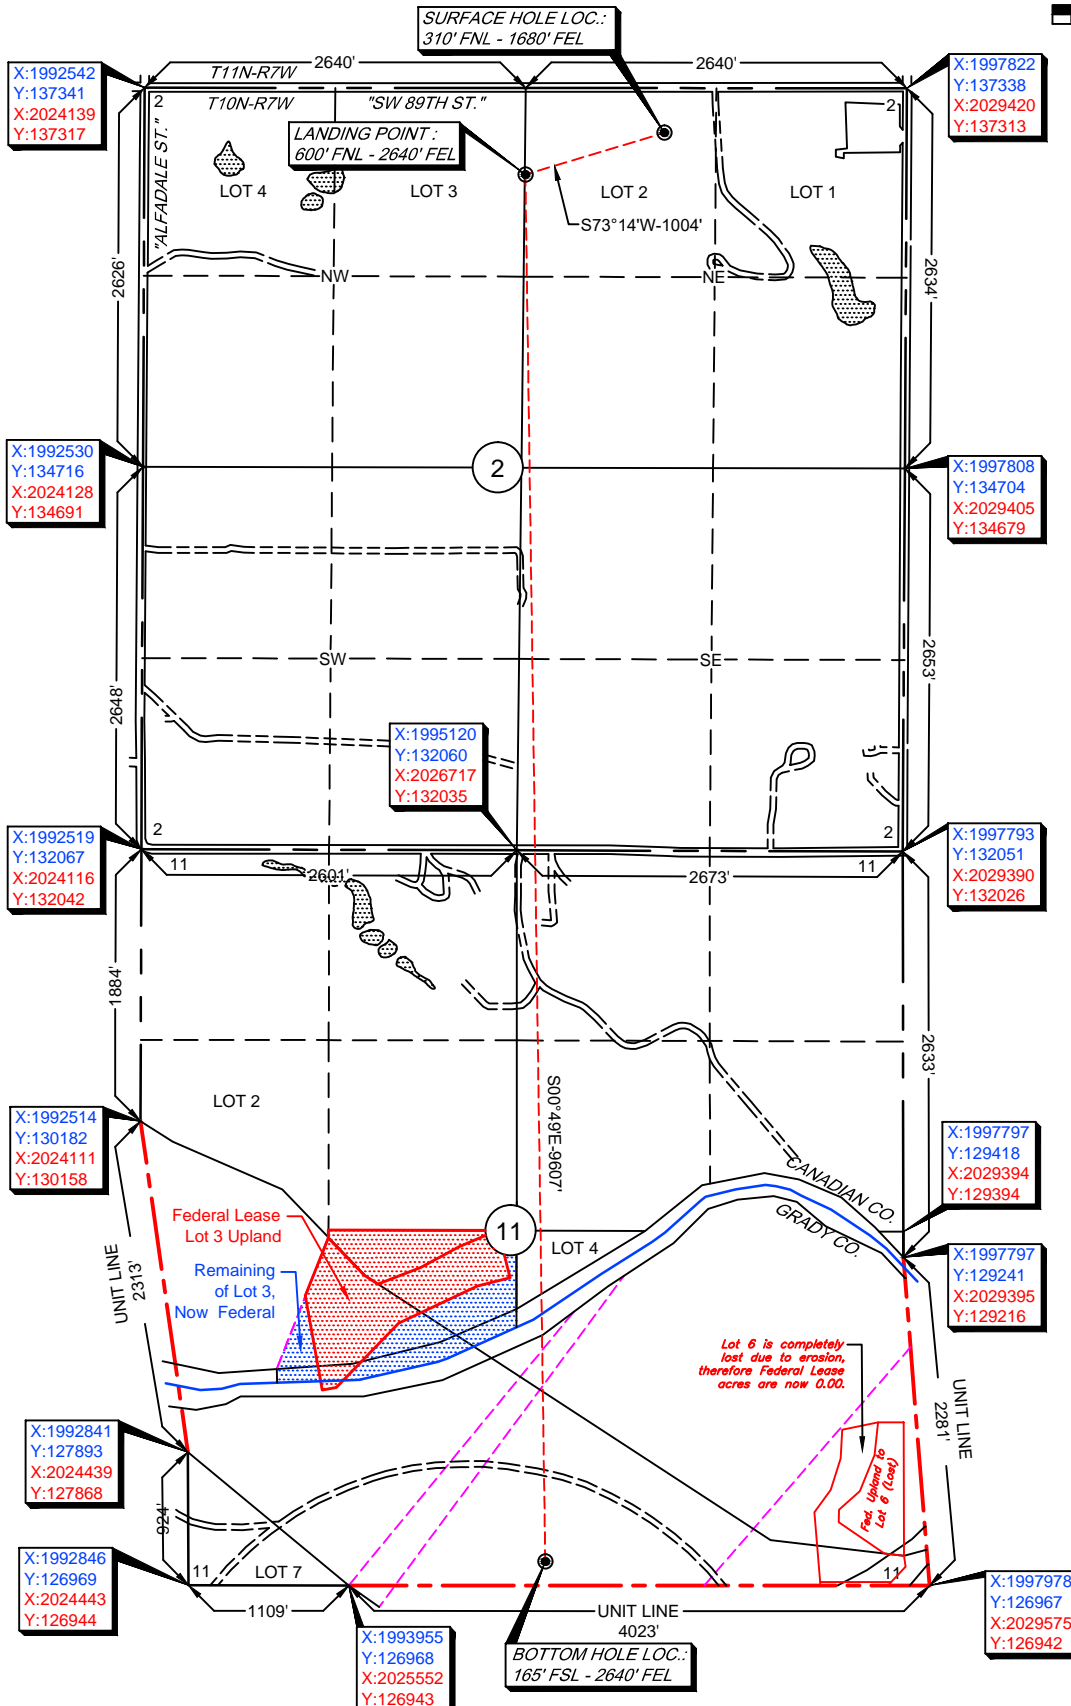 SURFACE HOLE LOC.:
310' FNL - 1680' FEL
X:1992542
Y:137341
X:2024139
Y:137317
T11N-R7W
2640'
2640'
X:1997822
Y:137338
X:2029420
Y:137313
2
T10N-R7W
"SW 89TH ST."
2
"ALFADALE ST."
LANDING POINT :
600' FNL - 2640' FEL
LOT 4
LOT 3
LOT 2
LOT 1
S73°14'W-1004'
2626'
NW
NE
2634'
X:1992530
Y:134716
X:2024128
Y:134691
2
X:1997808
Y:134704
X:2029405
Y:134679
2648'
SW
SE
2653'
X:1995120
Y:132060
X:2026717
Y:132035
X:1992519
Y:132067
X:2024116
Y:132042
2
2
11
2601'
2673'
11
X:1997793
Y:132051
X:2029390
Y:132026
1884'
2633'
S00°49'E-9607'
LOT 2
X:1992514
Y:130182
X:2024111
Y:130158
X:1997797
Y:129418
X:2029394
Y:129394
CANADIAN CO.
GRADY CO.
Federal Lease
Lot 3 Upland
11
LOT 4
Remaining
of Lot 3,
Now Federal
X:1997797
Y:129241
X:2029395
Y:129216
UNIT LINE
2313'
Lot 6 is completely
lost due to erosion,
therefore Federal Lease
acres are now 0.00.
UNIT LINE
2281'
X:1992841
Y:127893
X:2024439
Y:127868
Fed. Upland to
Lot 6 (Lost)
924'
X:1992846
Y:126969
X:2024443
Y:126944
11
LOT 7
11
X:1997978
Y:126967
X:2029575
Y:126942
1109'
UNIT LINE
4023'
X:1993955
Y:126968
X:2025552
Y:126943
BOTTOM HOLE LOC.:
165' FSL - 2640' FEL